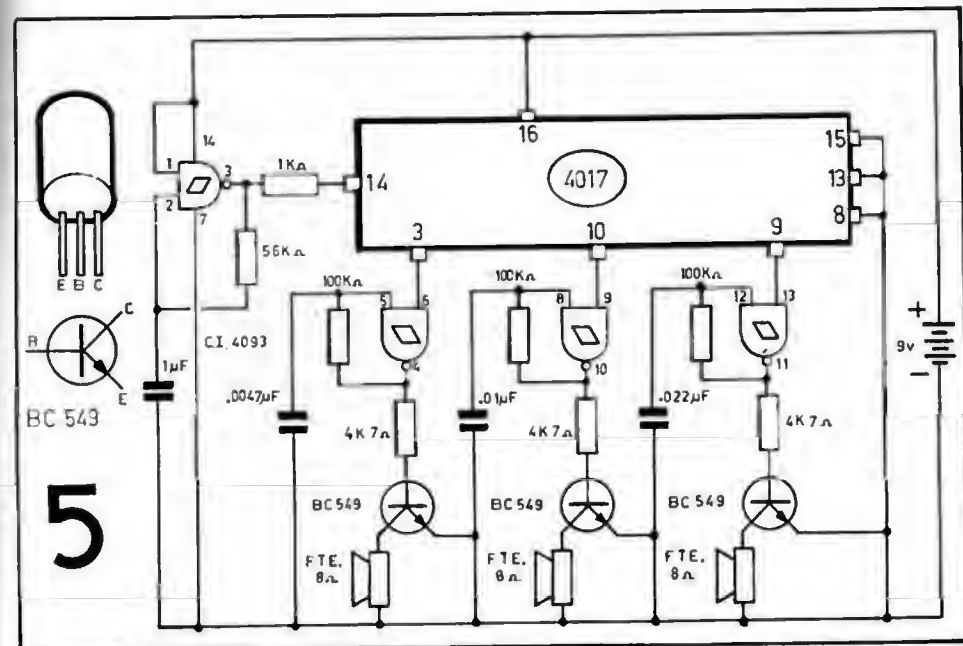 14
16
15
1
3
1KΩ
14
4017
13
2
8
7
3
10
9
56KΩ
100KΩ
100KΩ
100KΩ
5
6
8
9
12
13
E B C
C
C.I. 4093
B
4
10
11
+
9v
-
1µF
.0047µF
.01µF
.022µF
E
BC 549
4K7Ω
4K7Ω
4K7Ω
5
BC549
BC549
BC549
FTE.
8Ω
FTE.
8Ω
FTE.
8Ω